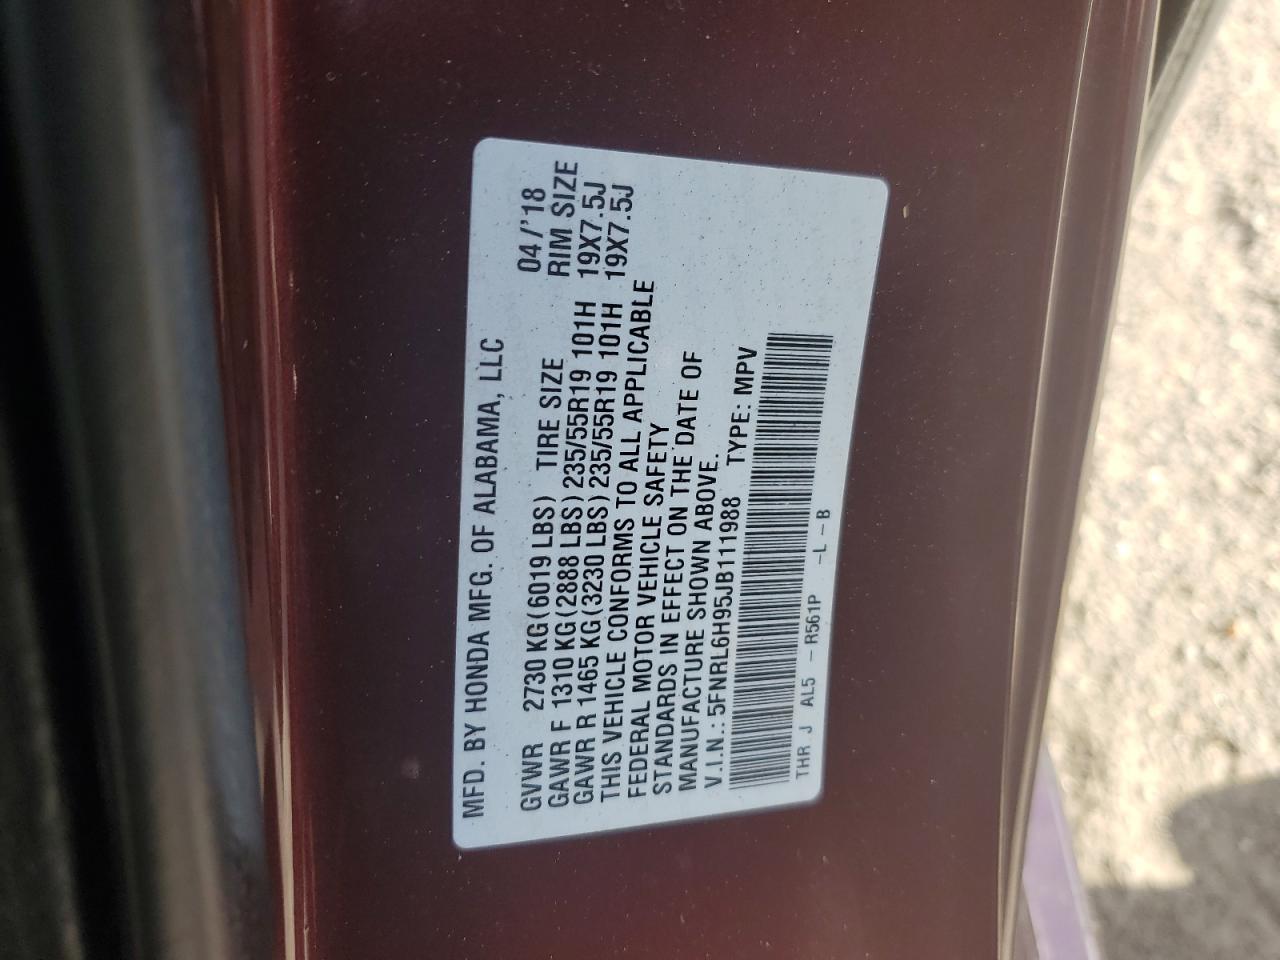 MFD. BY HONDA MFG. OF ALABAMA, LLC
04/'18
GVWR 2730 KG(6019 LBS) TIRE SIZE RIM SIZE
GAWR F 1310 KG(2888 LBS)235/55R19 101H 19X7.5J
GAWR R 1465 KG(3230 LBS)235/55R19 101H 19X7.5J
THIS VEHICLE CONFORMS TO ALL APPLICABLE
FEDERAL MOTOR VEHICLE SAFETY
STANDARDS IN EFFECT ON THE DATE OF
MANUFACTURE SHOWN ABOVE.
V.I.N.: 5FNRL6H95JB111988 TYPE: MPV
THR J AL5 - R561P -L-B